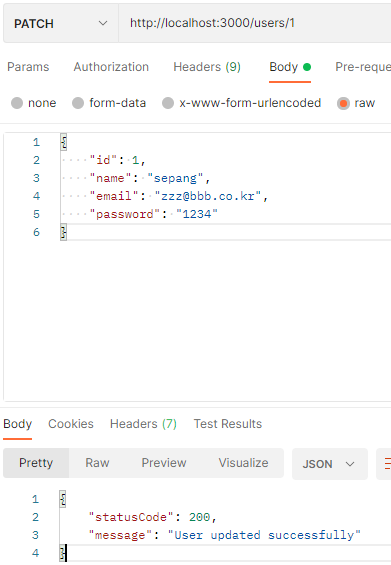 PATCH http://localhost:3000/users/1
Params Authorization Headers (9) Body Pre-reque
none form-data x-www-form-urlencoded raw
1 {
2 "id": 1,
3 "name": "sepang",
4 "email": "zzz@bbb.co.kr",
5 "password": "1234"
6 }
Body Cookies Headers (7) Test Results
Pretty Raw Preview Visualize JSON
1 {
2 "statusCode": 200,
3 "message": "User updated successfully"
4 }